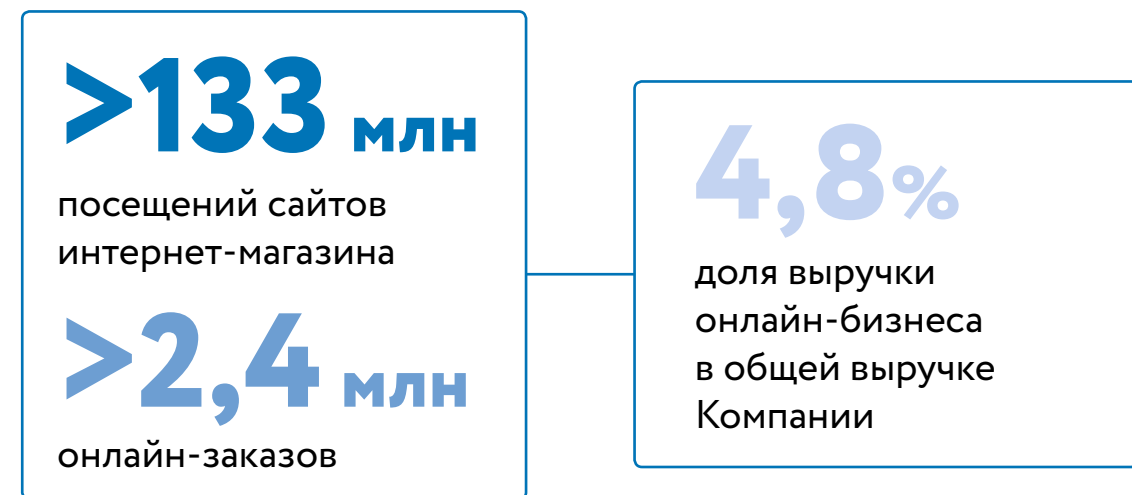 >133 млн
посещений сайтов
интернет-магазина
>2,4 млн
онлайн-заказов
4,8%
доля выручки
онлайн-бизнеса
в общей выручке
Компании